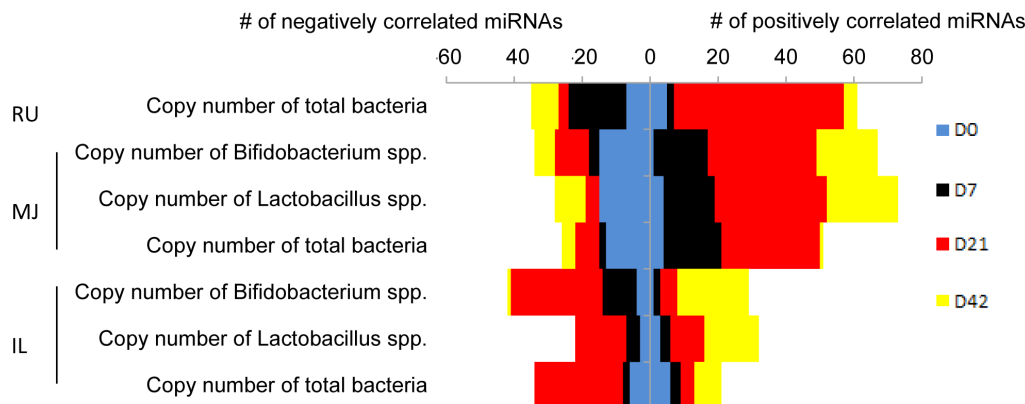 # of negatively correlated miRNAs # of positively correlated miRNAs
-60 40 -20 0 20 40 60 80
RU Copy number of total bacteria
Copy number of Bifidobacterium spp.
MJ Copy number of Lactobacillus spp.
Copy number of total bacteria
Copy number of Bifidobacterium spp.
IL Copy number of Lactobacillus spp.
Copy number of total bacteria
D0
D7
D21
D42